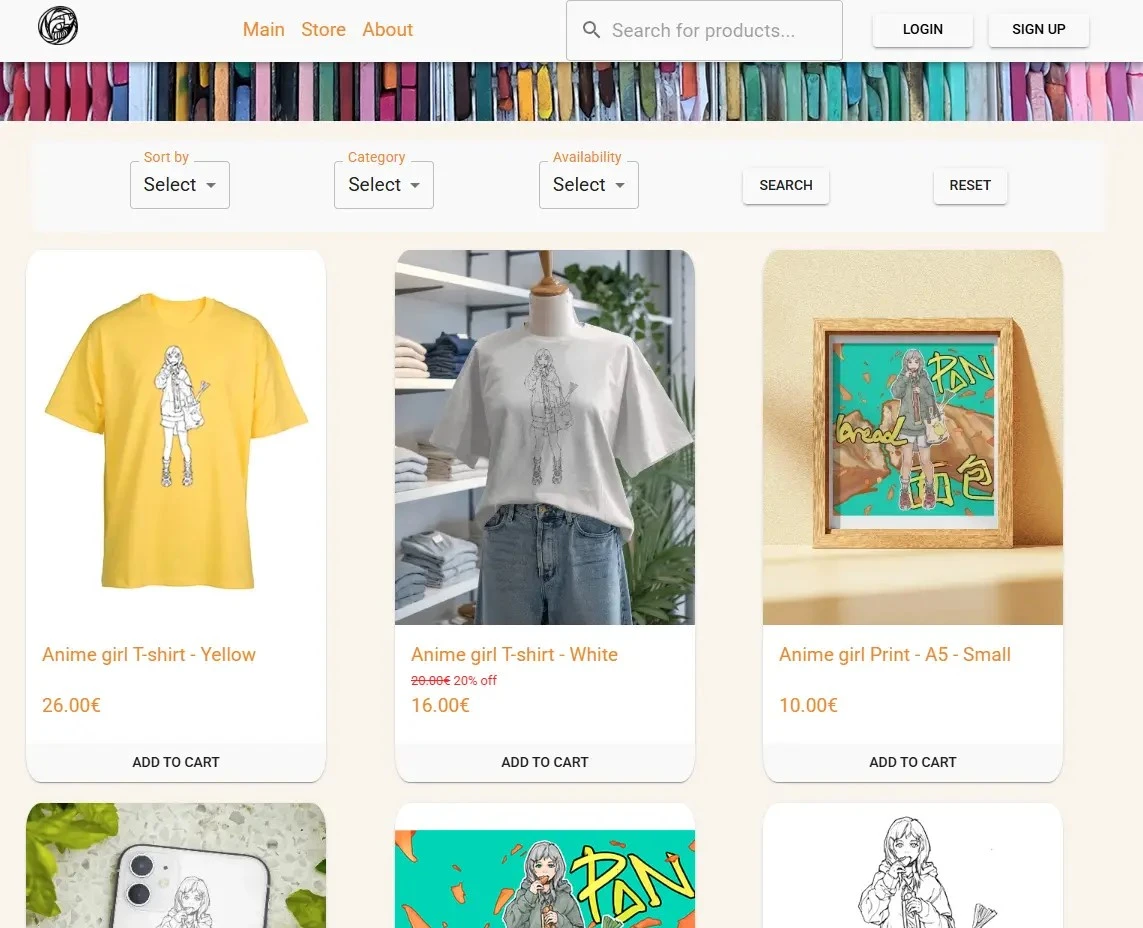 Main Store About
Search for products...
LOGIN
SIGN UP
Sort by
Select
Category
Select
Availability
Select
SEARCH
RESET
PAN
bread
面包
Anime girl T-shirt - Yellow
26.00€
ADD TO CART
Anime girl T-shirt - White
20.00€ 20% off
16.00€
ADD TO CART
Anime girl Print - A5 - Small
10.00€
ADD TO CART
PAN